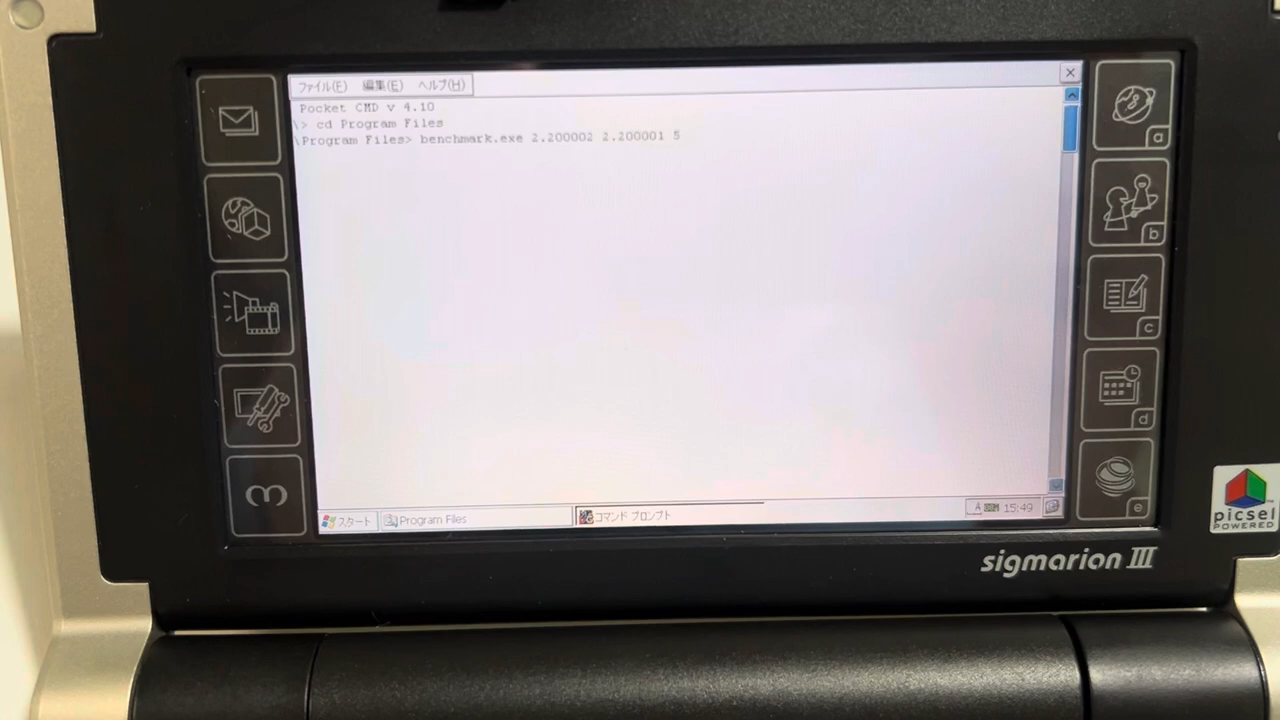 ファイル(F) 編集(E) ヘルプ(H)
Pocket CMD v 4.10
\> cd Program Files
\Program Files> benchmark.exe 2.200002 2.200001 5
スタート Program Files コマンド プロンプト A 15:49
a
b
c
d
e
picsel
POWERED
sigmarion III